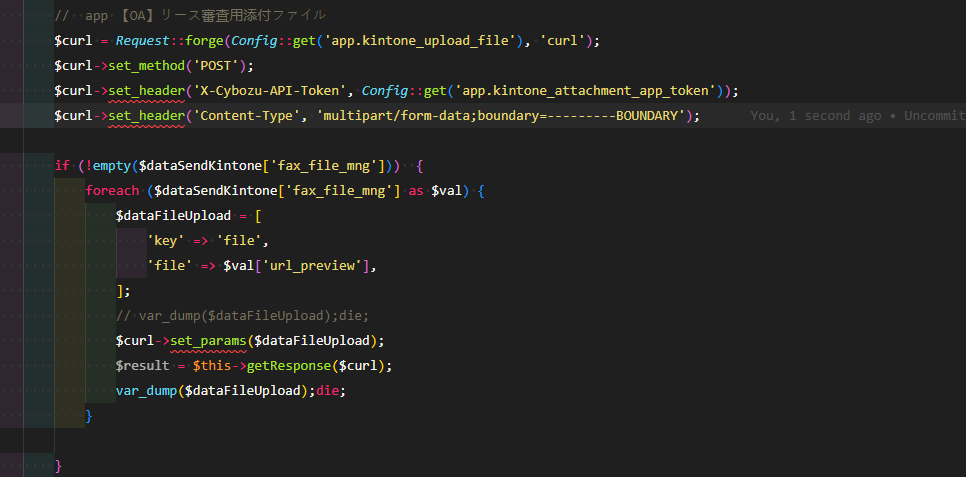 // app 【OA】リース審査用添付ファイル
$curl = Request::forge(Config::get('app.kintone_upload_file'), 'curl');
$curl->set_method('POST');
$curl->set_header('X-Cybozu-API-Token', Config::get('app.kintone_attachment_app_token'));
$curl->set_header('Content-Type', 'multipart/form-data;boundary=---------BOUNDARY'); You, 1 second ago • Uncommit
if (!empty($dataSendKintone['fax_file_mng'])) {
foreach ($dataSendKintone['fax_file_mng'] as $val) {
$dataFileUpload = [
'key' => 'file',
'file' => $val['url_preview'],
];
// var_dump($dataFileUpload);die;
$curl->set_params($dataFileUpload);
$result = $this->getResponse($curl);
var_dump($dataFileUpload);die;
}
}